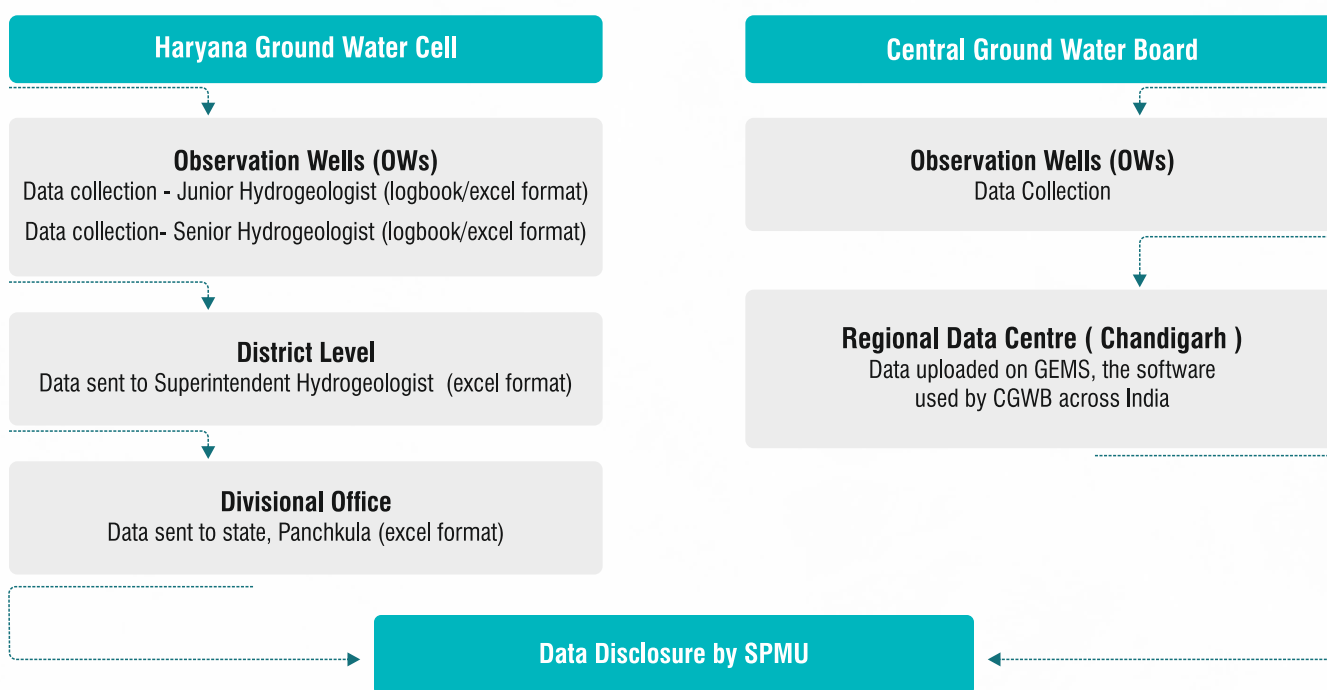 Haryana Ground Water Cell
Observation Wells (OWs)
Data collection - Junior Hydrogeologist (logbook/excel format)
Data collection- Senior Hydrogeologist (logbook/excel format)
District Level
Data sent to Superintendent Hydrogeologist (excel format)
Divisional Office
Data sent to state, Panchkula (excel format)
Central Ground Water Board
Observation Wells (OWs)
Data Collection
Regional Data Centre ( Chandigarh )
Data uploaded on GEMS, the software
used by CGWB across India
Data Disclosure by SPMU